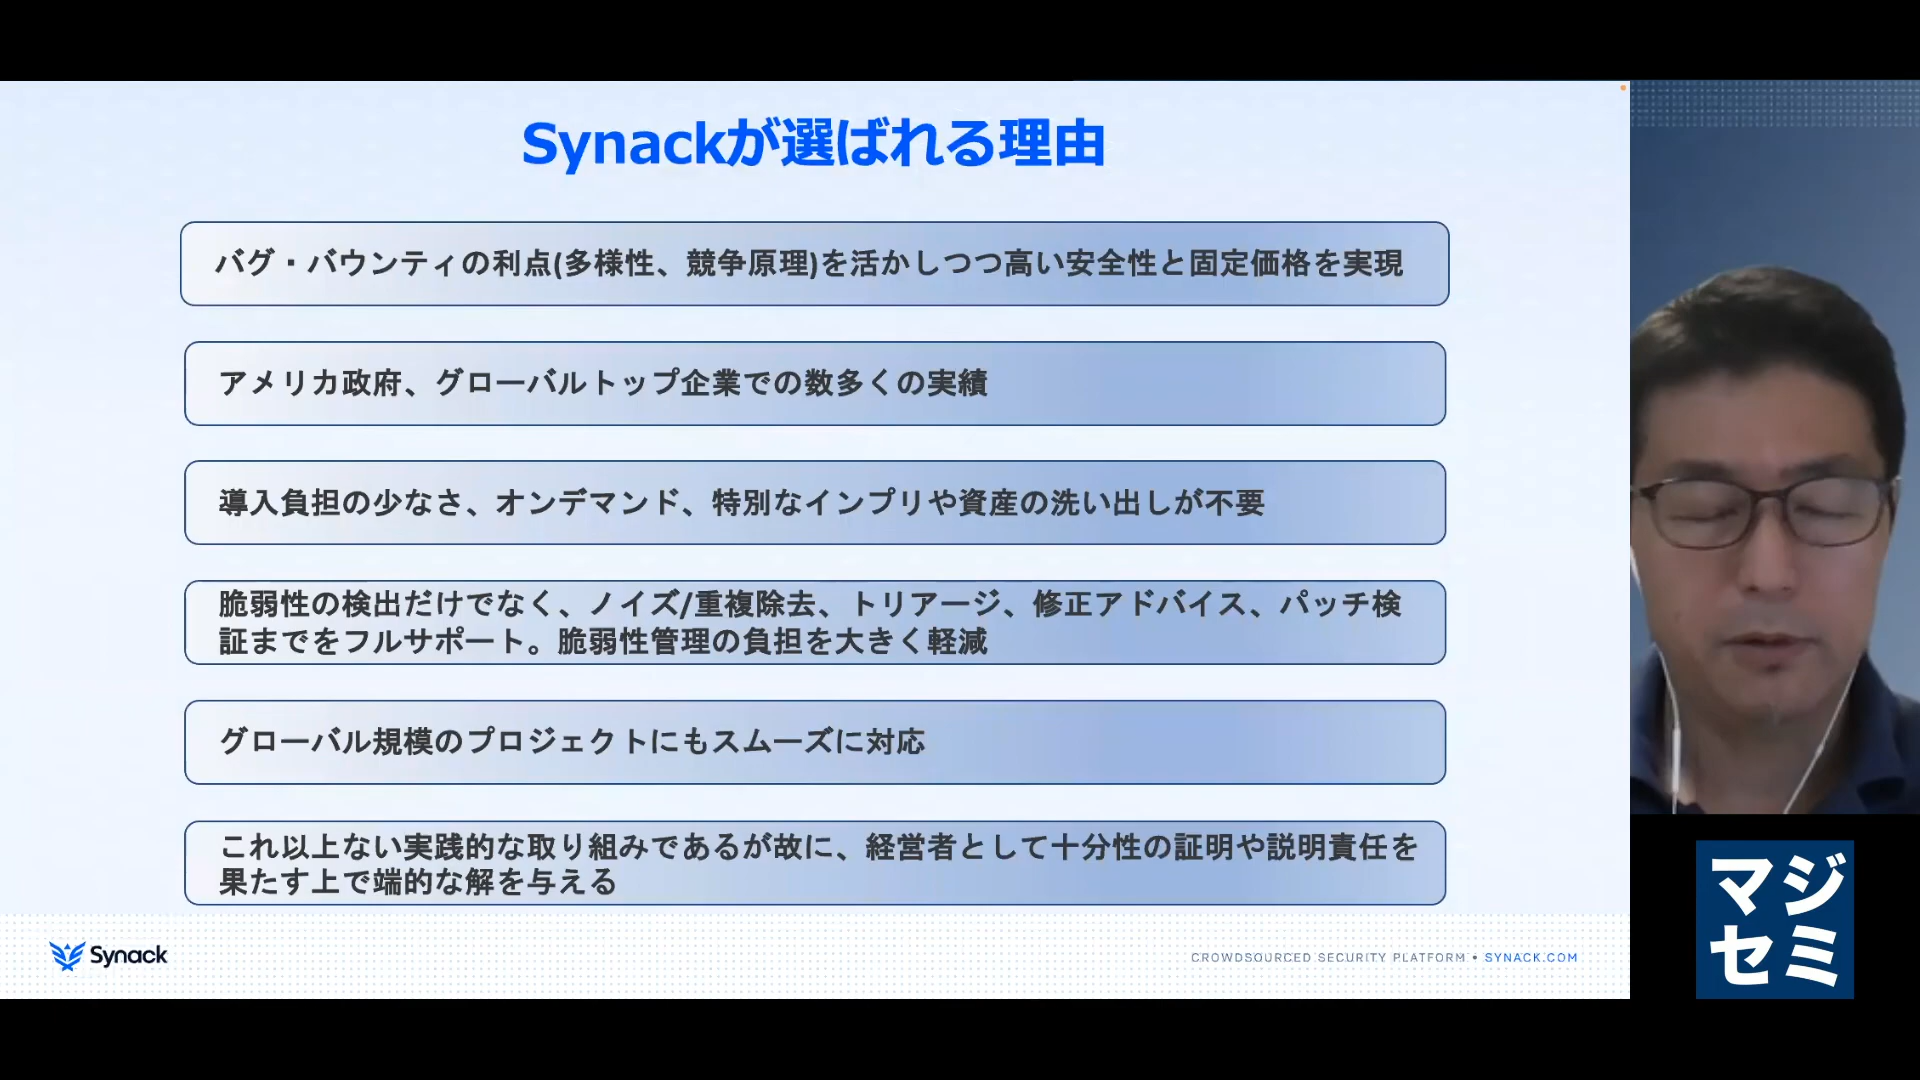 Synackが選ばれる理由
バグ・バウンティの利点(多様性、競争原理)を活かしつつ高い安全性と固定価格を実現
アメリカ政府、グローバルトップ企業での数多くの実績
導入負担の少なさ、オンデマンド、特別なインプリや資産の洗い出しが不要
脆弱性の検出だけでなく、ノイズ/重複除去、トリアージ、修正アドバイス、パッチ検
証までをフルサポート。脆弱性管理の負担を大きく軽減
グローバル規模のプロジェクトにもスムーズに対応
これ以上ない実践的な取り組みであるが故に、経営者として十分性の証明や説明責任を
果たす上で端的な解を与える
Synack
CROWDSOURCED SECURITY PLATFORM • SYNACK.COM
マジ
セミ